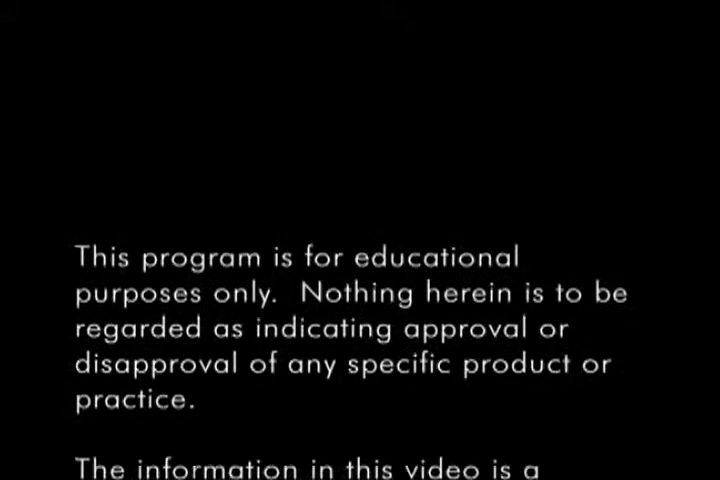 This program is for educational
purposes only.  Nothing herein is to be
regarded as indicating approval or
disapproval of any specific product or
practice.
The information in this video is a